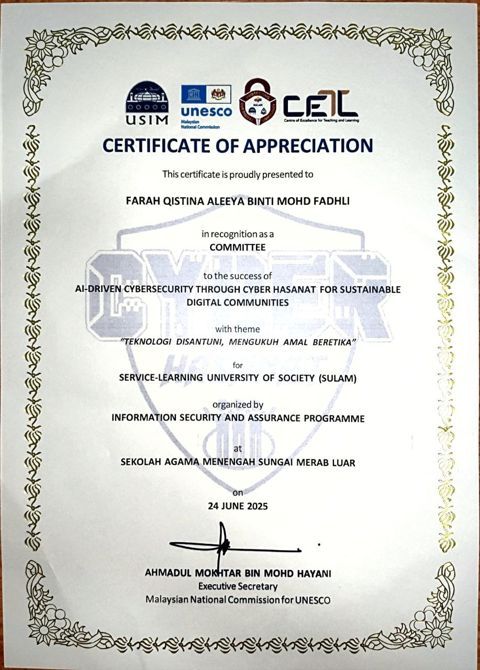 USIM
unesco
Malaysian
National Commission
CETL
Centre of Excellence for Teaching and Learning
CERTIFICATE OF APPRECIATION
This certificate is proudly presented to
FARAH QISTINA ALEEYA BINTI MOHD FADHLI
in recognition as a
COMMITTEE
to the success of
AI-DRIVEN CYBERSECURITY THROUGH CYBER HASANAT FOR SUSTAINABLE
DIGITAL COMMUNITIES
CYBER
with theme
"TEKNOLOGI DISANTUNI, MENGUKUH AMAL BERETIKA"
for
SERVICE-LEARNING UNIVERSITY OF SOCIETY (SULAM)
organized by
INFORMATION SECURITY AND ASSURANCE PROGRAMME
at
SEKOLAH AGAMA MENENGAH SUNGAI MERAB LUAR
on
24 JUNE 2025
AHMADUL MOKHTAR BIN MOHD HAYANI
Executive Secretary
Malaysian National Commission for UNESCO